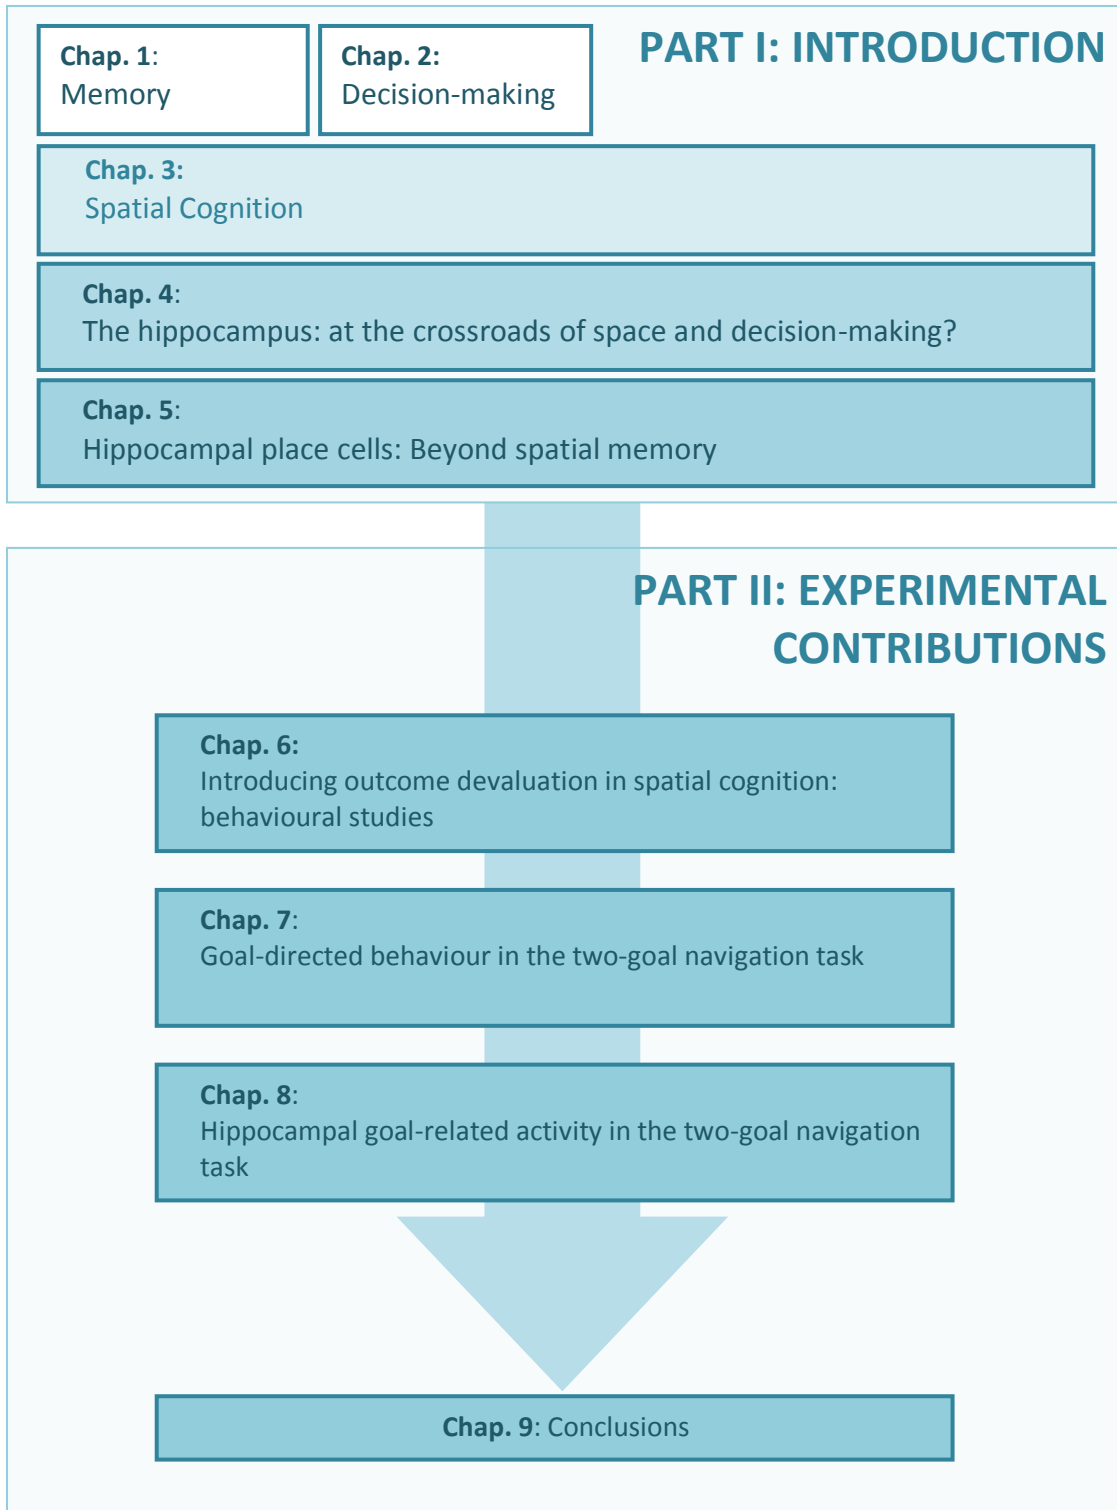 PART I: INTRODUCTION
Chap. 1:
Memory
Chap. 2:
Decision-making
Chap. 3:
Spatial Cognition
Chap. 4:
The hippocampus: at the crossroads of space and decision-making?
Chap. 5:
Hippocampal place cells: Beyond spatial memory
PART II: EXPERIMENTAL
CONTRIBUTIONS
Chap. 6:
Introducing outcome devaluation in spatial cognition:
behavioural studies
Chap. 7:
Goal-directed behaviour in the two-goal navigation task
Chap. 8:
Hippocampal goal-related activity in the two-goal navigation
task
Chap. 9: Conclusions